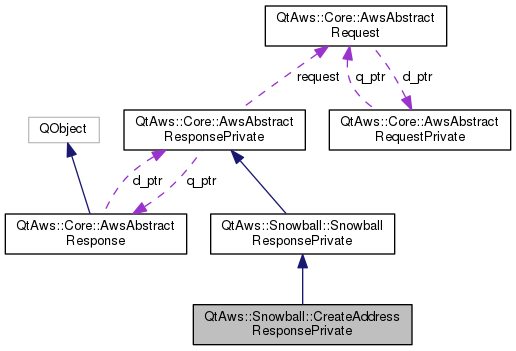 QtAws::Core::AwsAbstract
Request
request
q_ptr
d_ptr
QObject
QtAws::Core::AwsAbstract
ResponsePrivate
QtAws::Core::AwsAbstract
RequestPrivate
d_ptr
q_ptr
QtAws::Core::AwsAbstract
Response
QtAws::Snowball::Snowball
ResponsePrivate
QtAws::Snowball::CreateAddress
ResponsePrivate